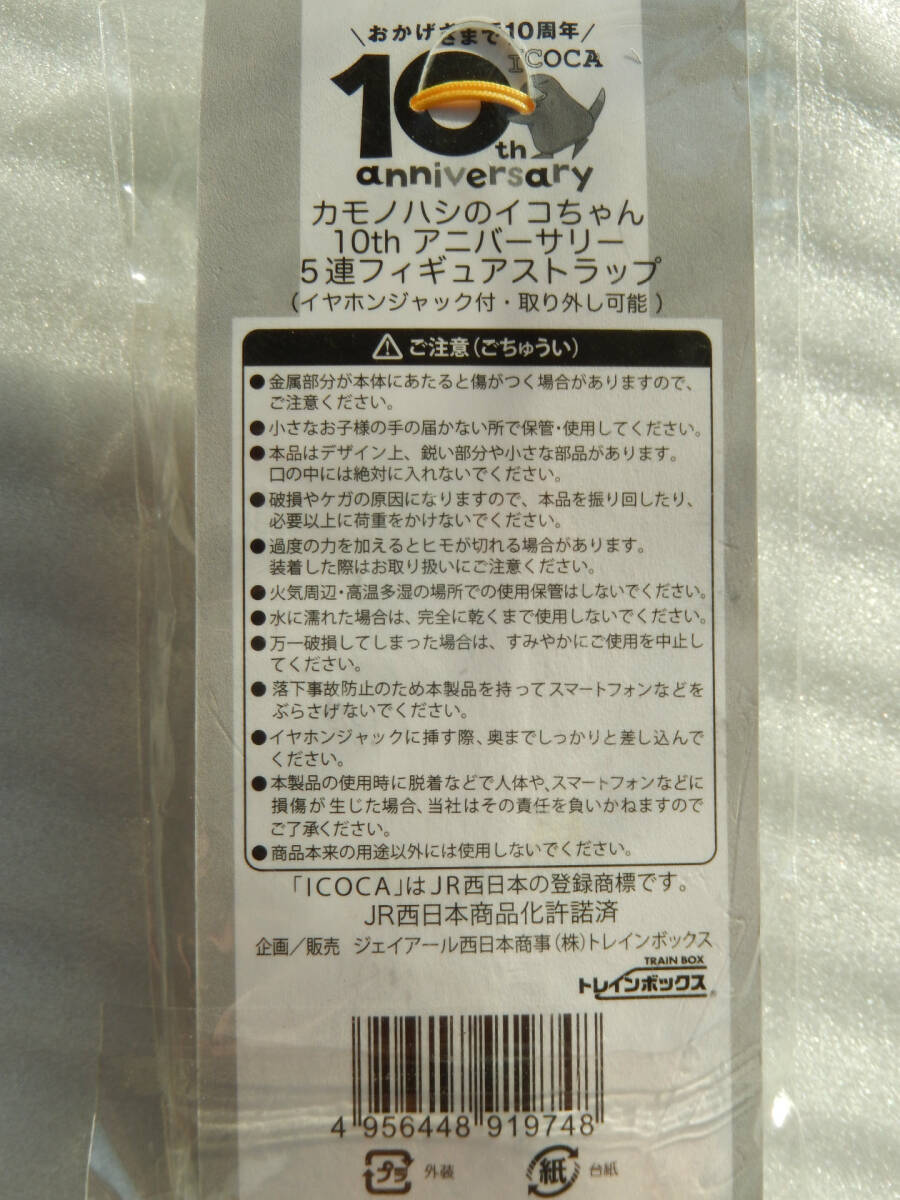 \おかげさまで10周年/
ICOCA
10th
anniversary
カモノハシのイコちゃん
10th アニバーサリー
5連フィギュアストラップ
(イヤホンジャック付・取り外し可能)
ご注意(ごちゅうい)
●金属部分が本体にあたると傷がつく場合がありますので、
ご注意ください。
●小さなお子様の手の届かない所で保管・使用してください。
●本品はデザイン上、鋭い部分や小さな部品があります。
口の中には絶対に入れないでください。
●破損やケガの原因になりますので、本品を振り回したり、
必要以上に荷重をかけないでください。
●過度の力を加えるとヒモが切れる場合があります。
装着した際はお取り扱いにご注意ください。
●火気周辺・高温多湿の場所での使用保管はしないでください。
●水に濡れた場合は、完全に乾くまで使用しないでください。
●万一破損してしまった場合は、すみやかにご使用を中止し
てください。
●落下事故防止のため本製品を持ってスマートフォンなどを
ぶらさげないでください。
●イヤホンジャックに挿す際、奥までしっかりと差し込んで
ください。
●本製品の使用時に脱着などで人体や、スマートフォンなどに
損傷が生じた場合、当社はその責任を負いかねますので
ご了承ください。
●商品本来の用途以外には使用しないでください。
「ICOCA」はJR西日本の登録商標です。
JR西日本商品化許諾済
企画/販売 ジェイアール西日本商事(株)トレインボックス
TRAIN BOX
トレインボックス®
4 956448 919748
プラ 外装 紙 台紙